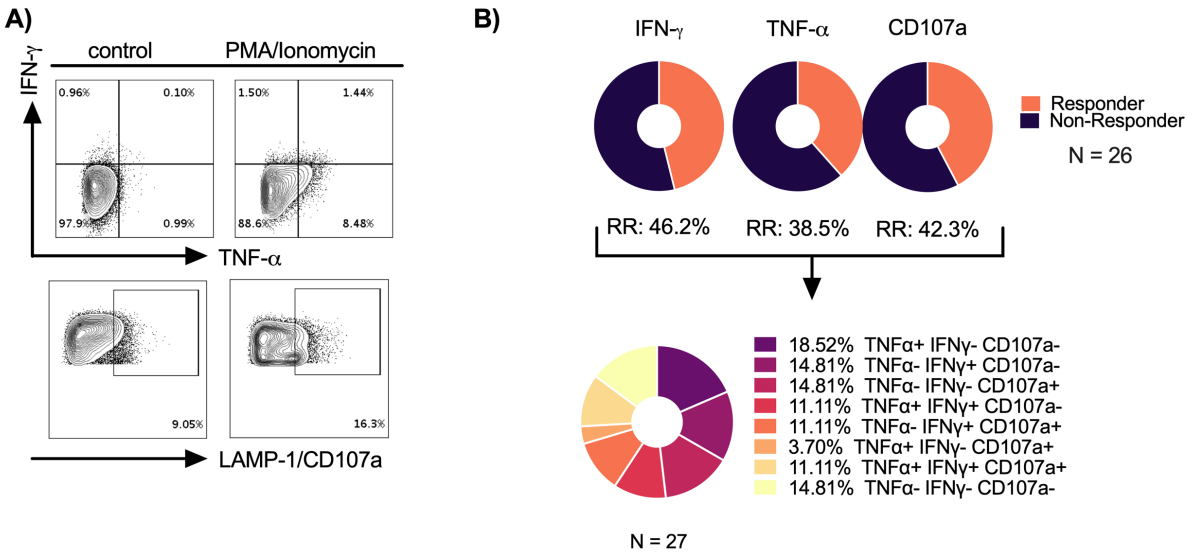 A)
control PMA/Ionomycin
IFN-γ
0.96% 0.10% 1.50% 1.44%
97.9% 0.99% 88.6% 8.48%
TNF-α
9.05% 16.3%
LAMP-1/CD107a
B)
IFN-γ TNF-α CD107a
Responder
Non-Responder
N = 26
RR: 46.2% RR: 38.5% RR: 42.3%
18.52% TNFα+ IFNγ- CD107a-
14.81% TNFα- IFNγ+ CD107a-
14.81% TNFα- IFNγ- CD107a+
11.11% TNFα+ IFNγ+ CD107a-
11.11% TNFα- IFNγ+ CD107a+
3.70% TNFα+ IFNγ- CD107a+
11.11% TNFα+ IFNγ+ CD107a+
14.81% TNFα- IFNγ- CD107a-
N = 27